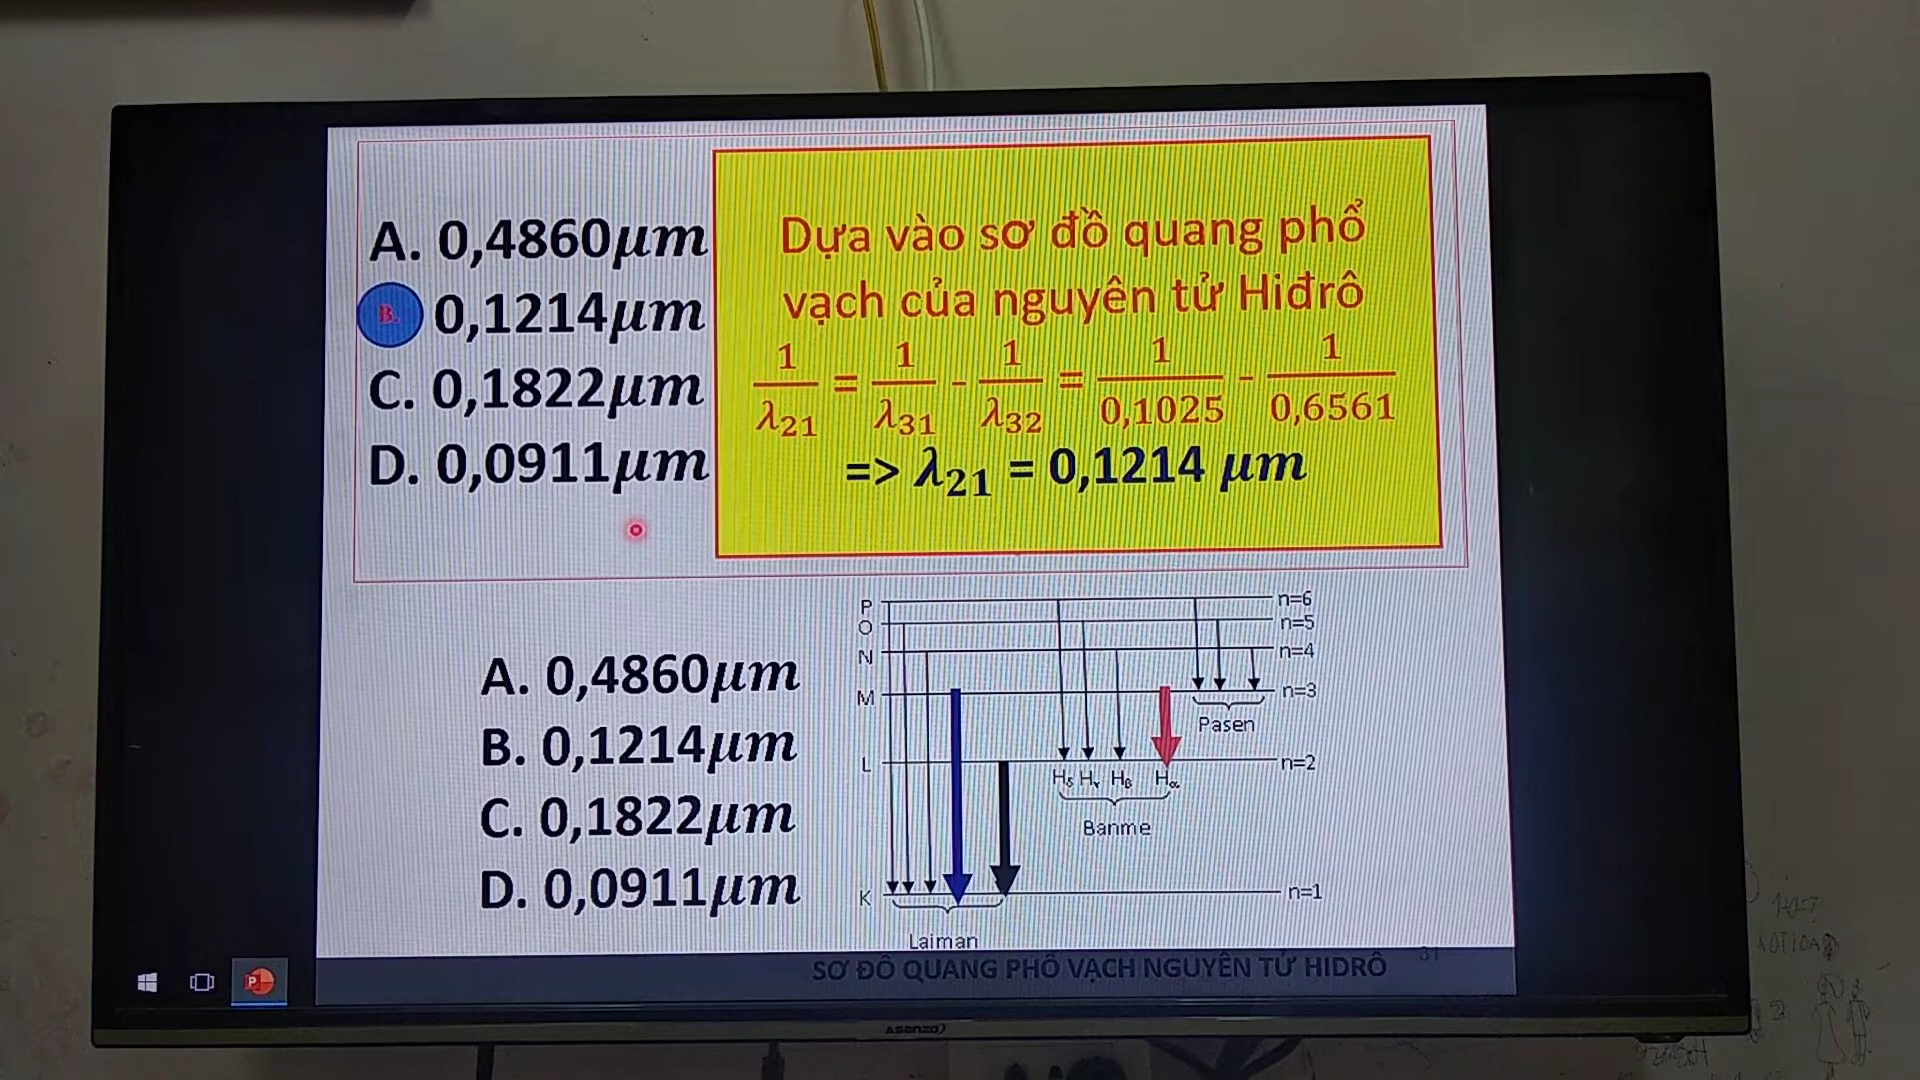 A. 0,4860μm
B. 0,1214μm
C. 0,1822μm
D. 0,0911μm
Dựa vào sơ đồ quang phổ
vạch của nguyên tử Hiđrô
1/λ₂₁ = 1/λ₃₁ - 1/λ₃₂ = 1/0,1025 - 1/0,6561
=> λ₂₁ = 0,1214 μm
A. 0,4860μm
B. 0,1214μm
C. 0,1822μm
D. 0,0911μm
P n=6
O n=5
N n=4
M n=3
Pasen
L n=2
Hδ Hγ Hβ Hα
Banme
K n=1
Laiman
SƠ ĐỒ QUANG PHỔ VẠCH NGUYÊN TỬ HIDRÔ
31
Asanzo